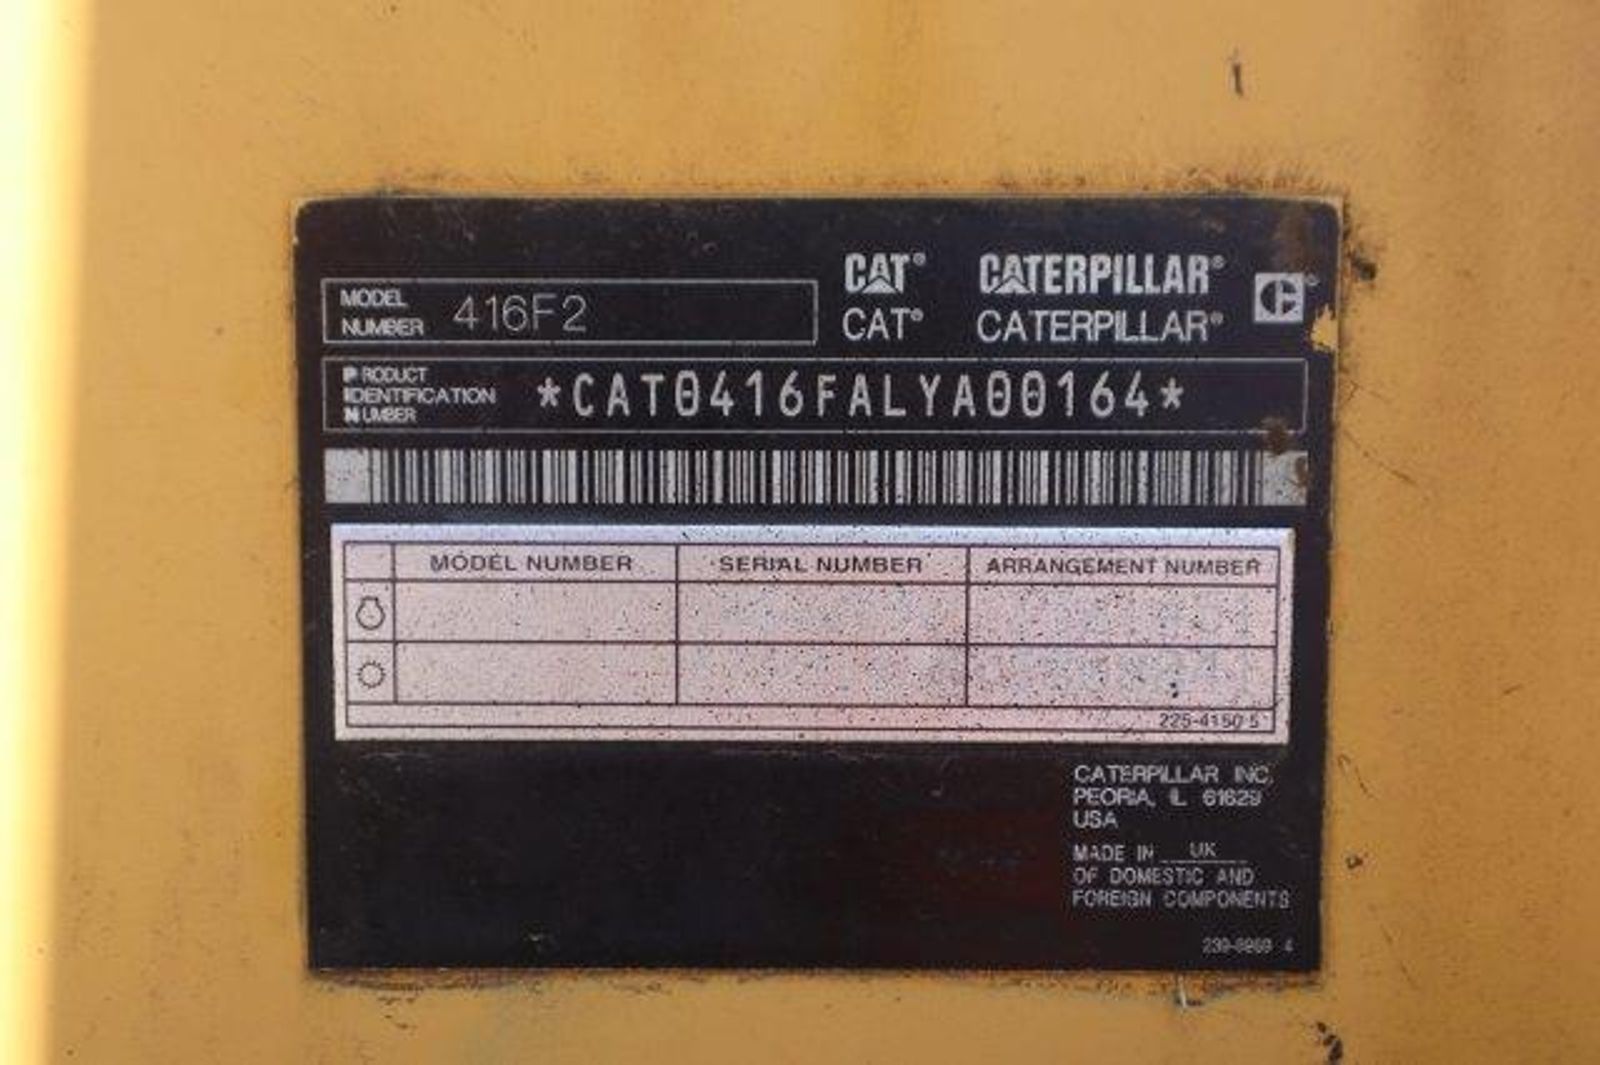 MODEL NUMBER 416F2
CAT® CATERPILLAR®
CAT® CATERPILLAR®
PRODUCT IDENTIFICATION NUMBER *CAT0416FALYA00164*
MODEL NUMBER SERIAL NUMBER ARRANGEMENT NUMBER
225-4150 5
CATERPILLAR INC.
PEORIA, IL 61629
USA
MADE IN UK
OF DOMESTIC AND
FOREIGN COMPONENTS